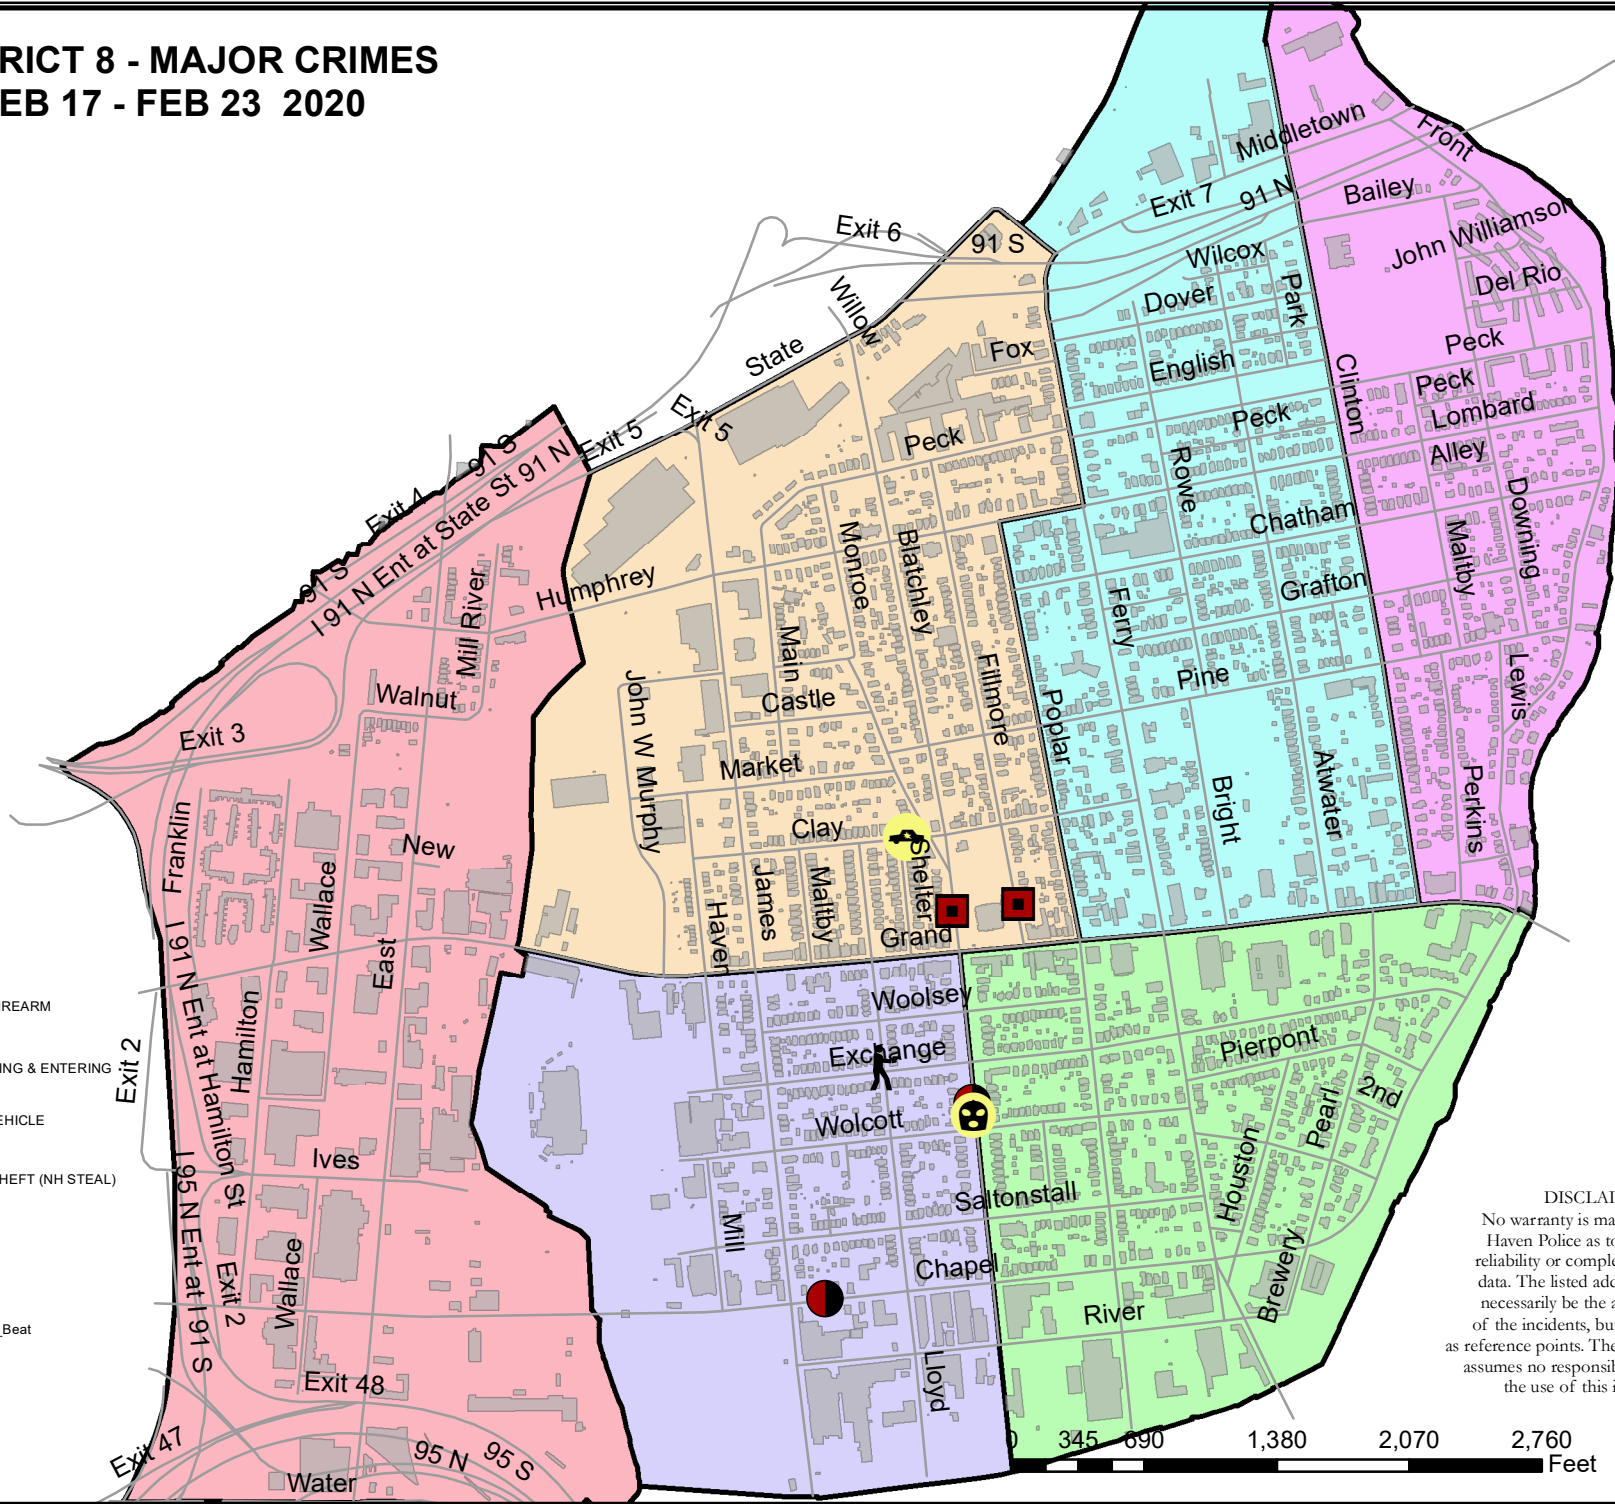 RICT 8 - MAJOR CRIMES
EB 17 - FEB 23 2020
Middletown
Front
Exit 7
91 N
Bailey
Exit 6
91 S
John Williamson
Wilcox
Del Rio
Willow
Dover
Park
State
Fox
English
Clinton
Peck
Peck
Exit 5
Exit 5
Peck
Peck
Lombard
Alley
91 S
I 91 N Ent at State St 91 N
Exit 4
Rowe
Chatham
Downing
Monroe
Blatchley
Maltby
91 S
Humphrey
Mill River
Ferry
Grafton
Main
Fillmore
Pine
Lewis
Walnut
John W Murphy
Castle
Poplar
Exit 3
Market
Atwater
Bright
Perkins
Franklin
New
Clay
Shelter
Wallace
James
Maltby
Haven
Grand
East
I 91 N Ent at Hamilton St
Hamilton
Woolsey
IREARM
Exchange
Pierpont
ING & ENTERING
Exit 2
2nd
Pearl
EHICLE
Wolcott
Ives
HEFT (NH STEAL)
Houston
Saltonstall
I 95 N Ent at I 91 S
Mill
Exit 2
Wallace
Chapel
Brewery
River
_Beat
Lloyd
Exit 48
Exit 47
95 N
95 S
Water
DISCLAI
No warranty is ma
Haven Police as to
reliability or comple
data. The listed add
necessarily be the a
of the incidents, bu
as reference points. The
assumes no responsib
the use of this i
0 345 690 1,380 2,070 2,760
Feet